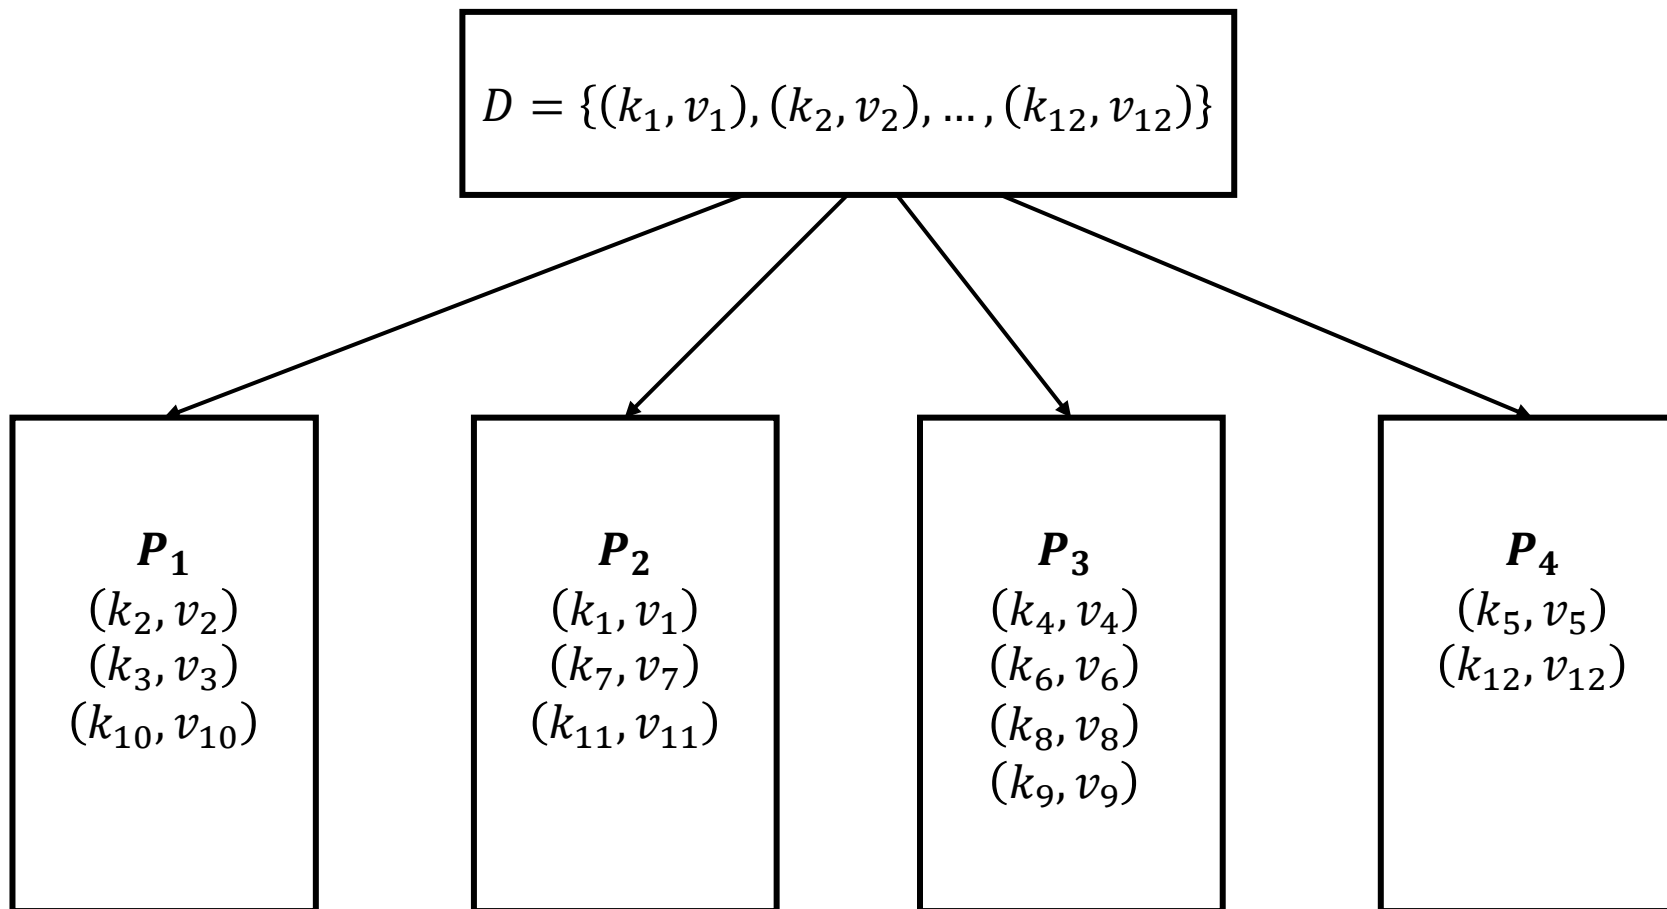 D = {(k₁, v₁), (k₂, v₂), …, (k₁₂, v₁₂)}
P₁
(k₂, v₂)
(k₃, v₃)
(k₁₀, v₁₀)
P₂
(k₁, v₁)
(k₇, v₇)
(k₁₁, v₁₁)
P₃
(k₄, v₄)
(k₆, v₆)
(k₈, v₈)
(k₉, v₉)
P₄
(k₅, v₅)
(k₁₂, v₁₂)